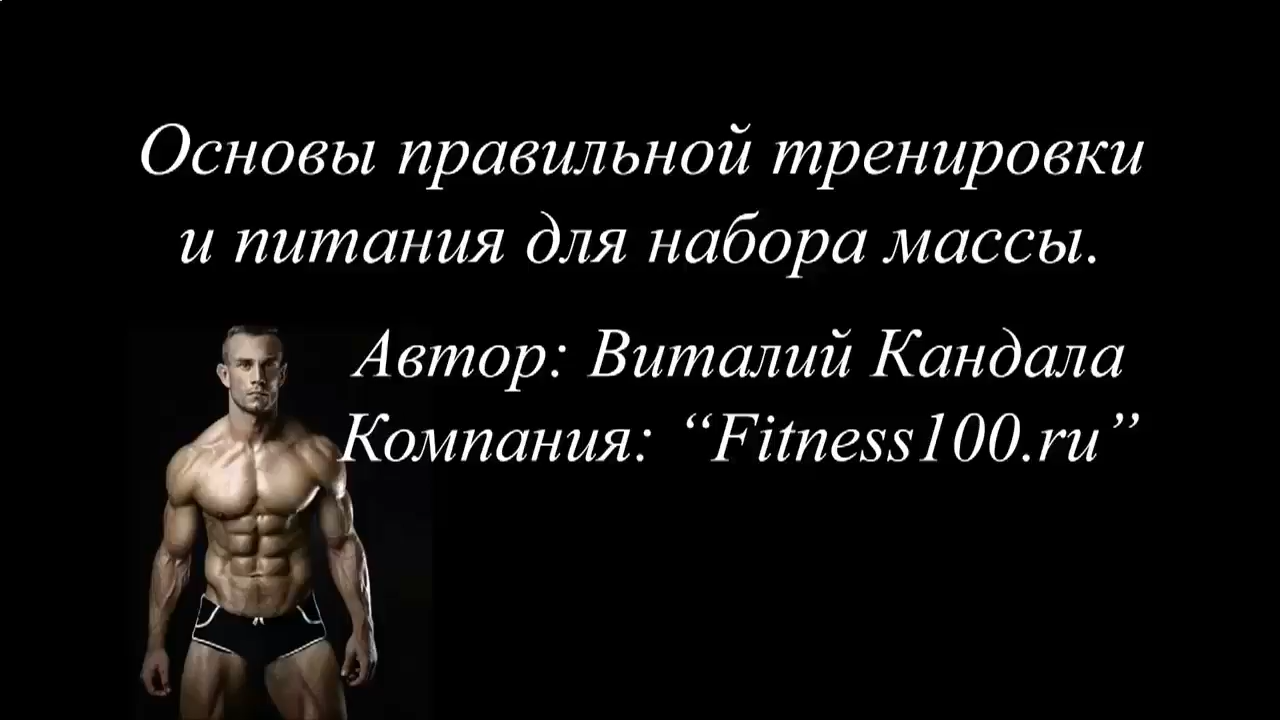 Основы правильной тренировки
и питания для набора массы.
Автор: Виталий Кандала
Компания: “Fitness100.ru”